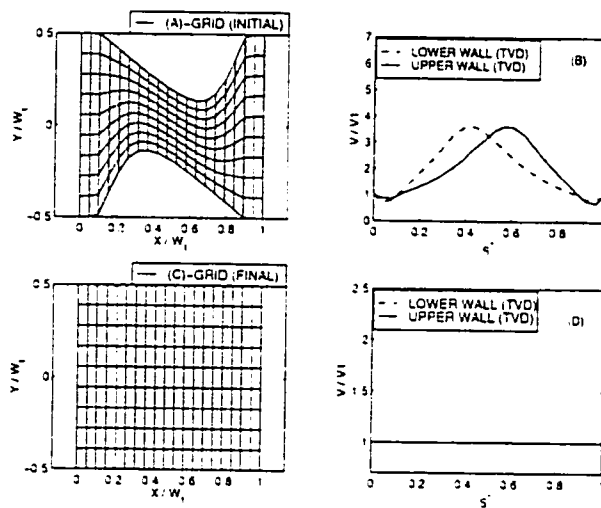 (A)-GRID (INITIAL)
0.5
0
-0.5
Y / W₁
0 0.2 0.4 0.6 0.8 1
X / W₁
7
6
5
4
3
2
1
0
V / V1
LOWER WALL (TVD)
UPPER WALL (TVD)
(B)
0 0.2 0.4 0.6 0.8
S*
(C)-GRID (FINAL)
0.5
0
-0.5
Y / W₁
0 0.2 0.4 0.6 0.8 1
X / W₁
2.5
2
1.5
1
V / V1
LOWER WALL (TVD)
UPPER WALL (TVD)
(D)
0 0.2 0.4 0.6 0.8
S*